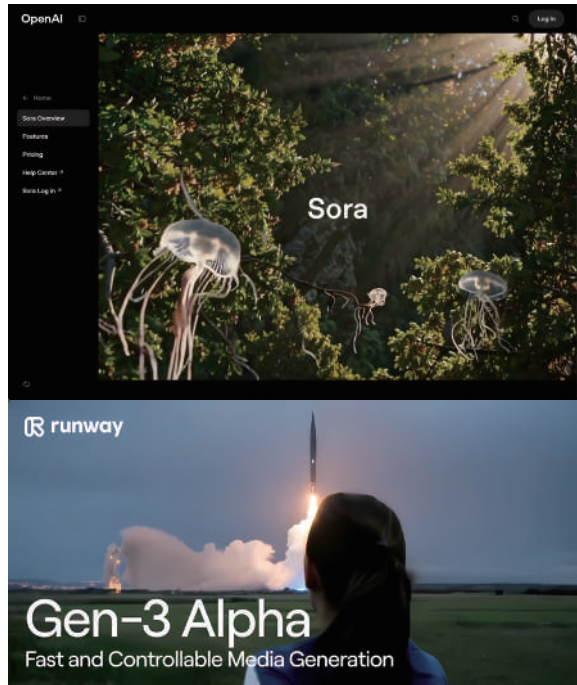 OpenAI
Log in
← Home
Sora Overview
Features
Pricing
Help Center ↗
Sora Log in ↗
Sora
runway
Gen-3 Alpha
Fast and Controllable Media Generation